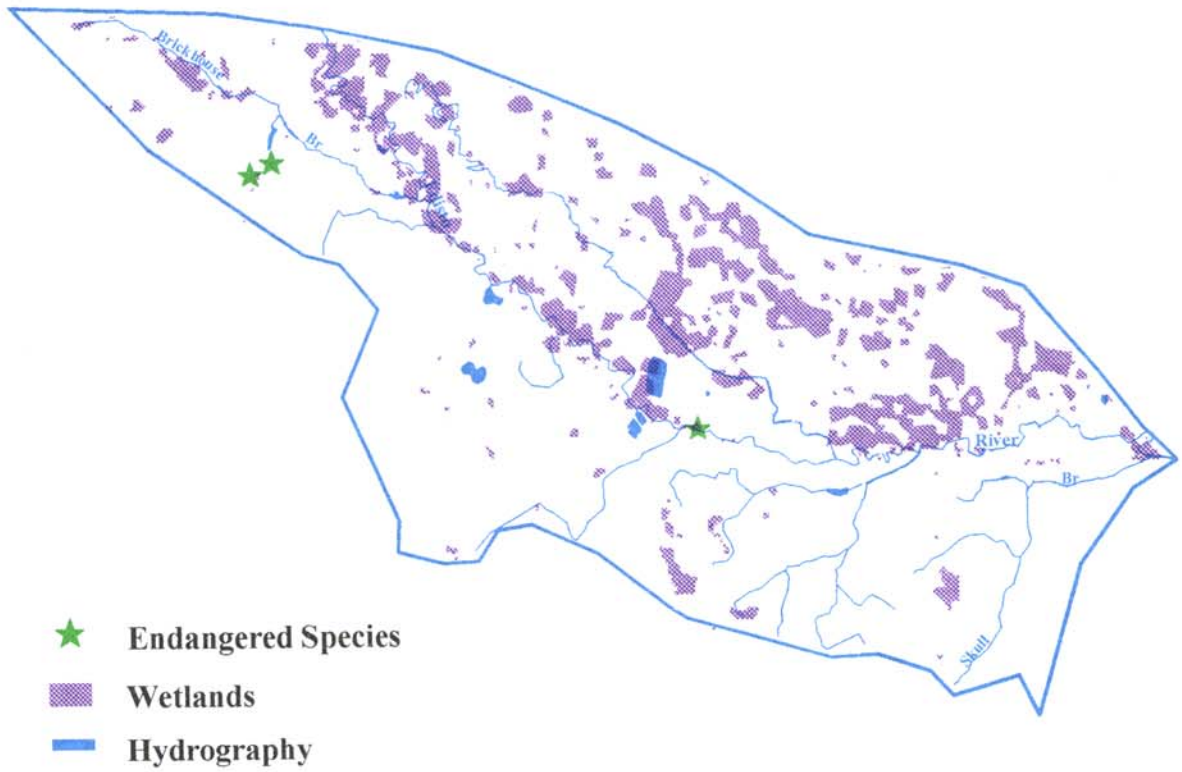 Brickhouse
Br
River
Br
Skull
Endangered Species
Wetlands
Hydrography